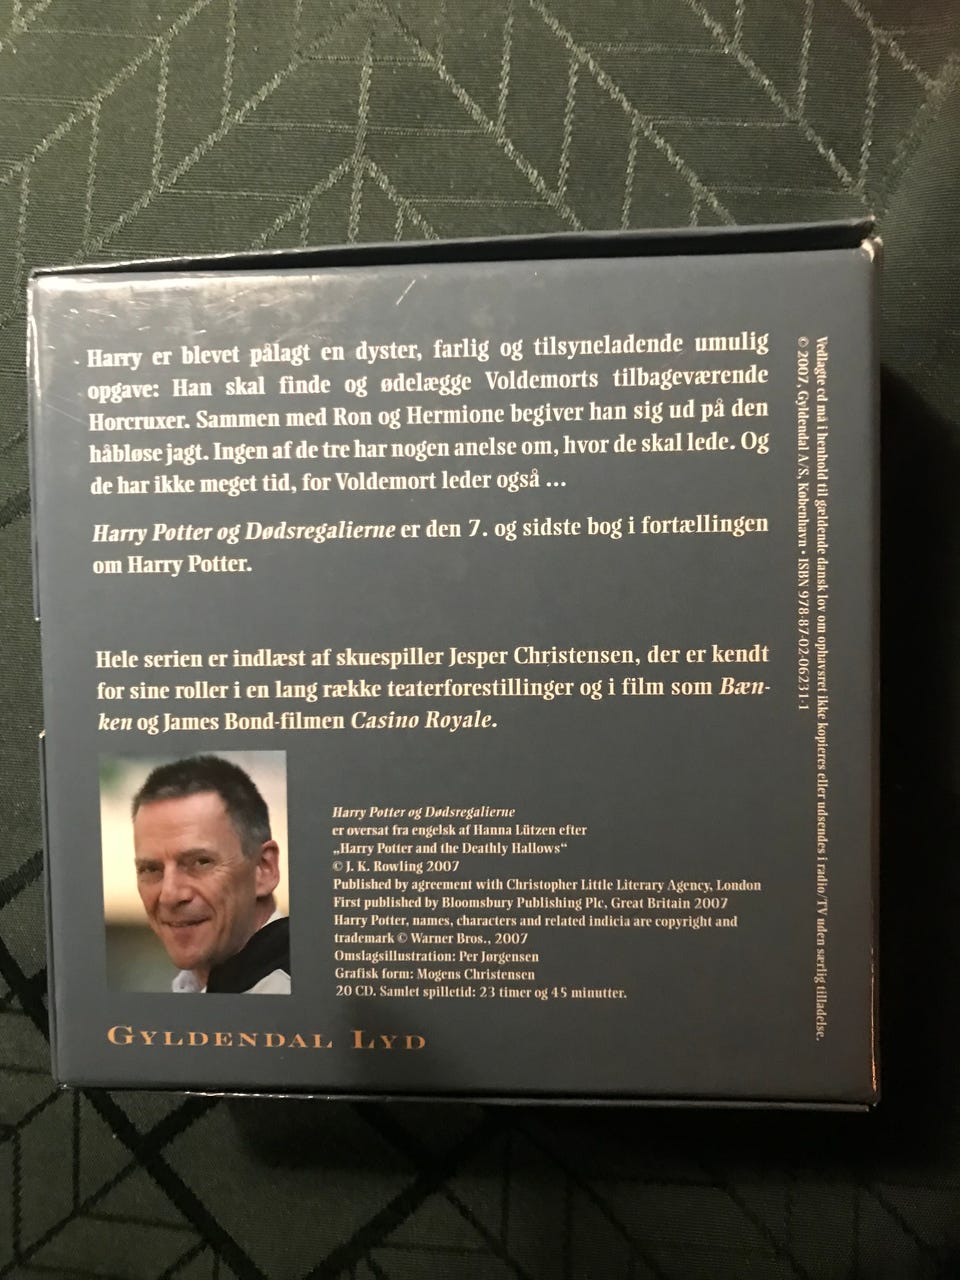 Harry er blevet pålagt en dyster, farlig og tilsyneladende umulig
opgave: Han skal finde og ødelægge Voldemorts tilbageværende
Horcruxer. Sammen med Ron og Hermione begiver han sig ud på den
håbløse jagt. Ingen af de tre har nogen anelse om, hvor de skal lede. Og
de har ikke meget tid, for Voldemort leder også ...
Harry Potter og Dødsregalierne er den 7. og sidste bog i fortællingen
om Harry Potter.
Hele serien er indlæst af skuespiller Jesper Christensen, der er kendt
for sine roller i en lang række teaterforestillinger og i film som Bæn-
ken og James Bond-filmen Casino Royale.
Harry Potter og Dødsregalierne
er oversat fra engelsk af Hanna Lützen efter
„Harry Potter and the Deathly Hallows“
© J. K. Rowling 2007
Published by agreement with Christopher Little Literary Agency, London
First published by Bloomsbury Publishing Plc, Great Britain 2007
Harry Potter, names, characters and related indicia are copyright and
trademark © Warner Bros., 2007
Omslagsillustration: Per Jørgensen
Grafisk form: Mogens Christensen
20 CD. Samlet spilletid: 23 timer og 45 minutter.
GYLDENDAL LYD
Vedlagte cd må i henhold til gældende dansk lov om ophavsret ikke kopieres eller udsendes i radio/TV uden særlig tilladelse.
© 2007, Gyldendal A/S, København • ISBN 978-87-02-06231-1